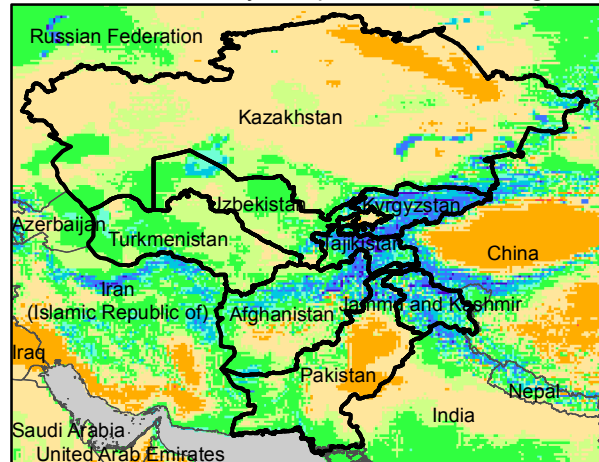 Russian Federation
Kazakhstan
Uzbekistan
Kyrgyzstan
Azerbaijan
Turkmenistan
Tajikistan
China
Iran
(Islamic Republic of)
Afghanistan
Jammu and Kashmir
Iraq
Pakistan
Nepal
India
Saudi Arabia
United Arab Emirates